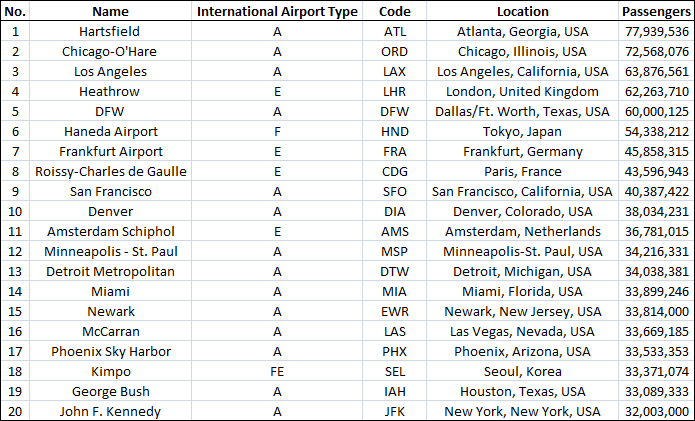 No. Name International Airport Type Code Location Passengers
1 Hartsfield A ATL Atlanta, Georgia, USA 77,939,536
2 Chicago-O'Hare A ORD Chicago, Illinois, USA 72,568,076
3 Los Angeles A LAX Los Angeles, California, USA 63,876,561
4 Heathrow E LHR London, United Kingdom 62,263,710
5 DFW A DFW Dallas/Ft. Worth, Texas, USA 60,000,125
6 Haneda Airport F HND Tokyo, Japan 54,338,212
7 Frankfurt Airport E FRA Frankfurt, Germany 45,858,315
8 Roissy-Charles de Gaulle E CDG Paris, France 43,596,943
9 San Francisco A SFO San Francisco, California, USA 40,387,422
10 Denver A DIA Denver, Colorado, USA 38,034,231
11 Amsterdam Schiphol E AMS Amsterdam, Netherlands 36,781,015
12 Minneapolis - St. Paul A MSP Minneapolis-St. Paul, USA 34,216,331
13 Detroit Metropolitan A DTW Detroit, Michigan, USA 34,038,381
14 Miami A MIA Miami, Florida, USA 33,899,246
15 Newark A EWR Newark, New Jersey, USA 33,814,000
16 McCarran A LAS Las Vegas, Nevada, USA 33,669,185
17 Phoenix Sky Harbor A PHX Phoenix, Arizona, USA 33,533,353
18 Kimpo FE SEL Seoul, Korea 33,371,074
19 George Bush A IAH Houston, Texas, USA 33,089,333
20 John F. Kennedy A JFK New York, New York, USA 32,003,000